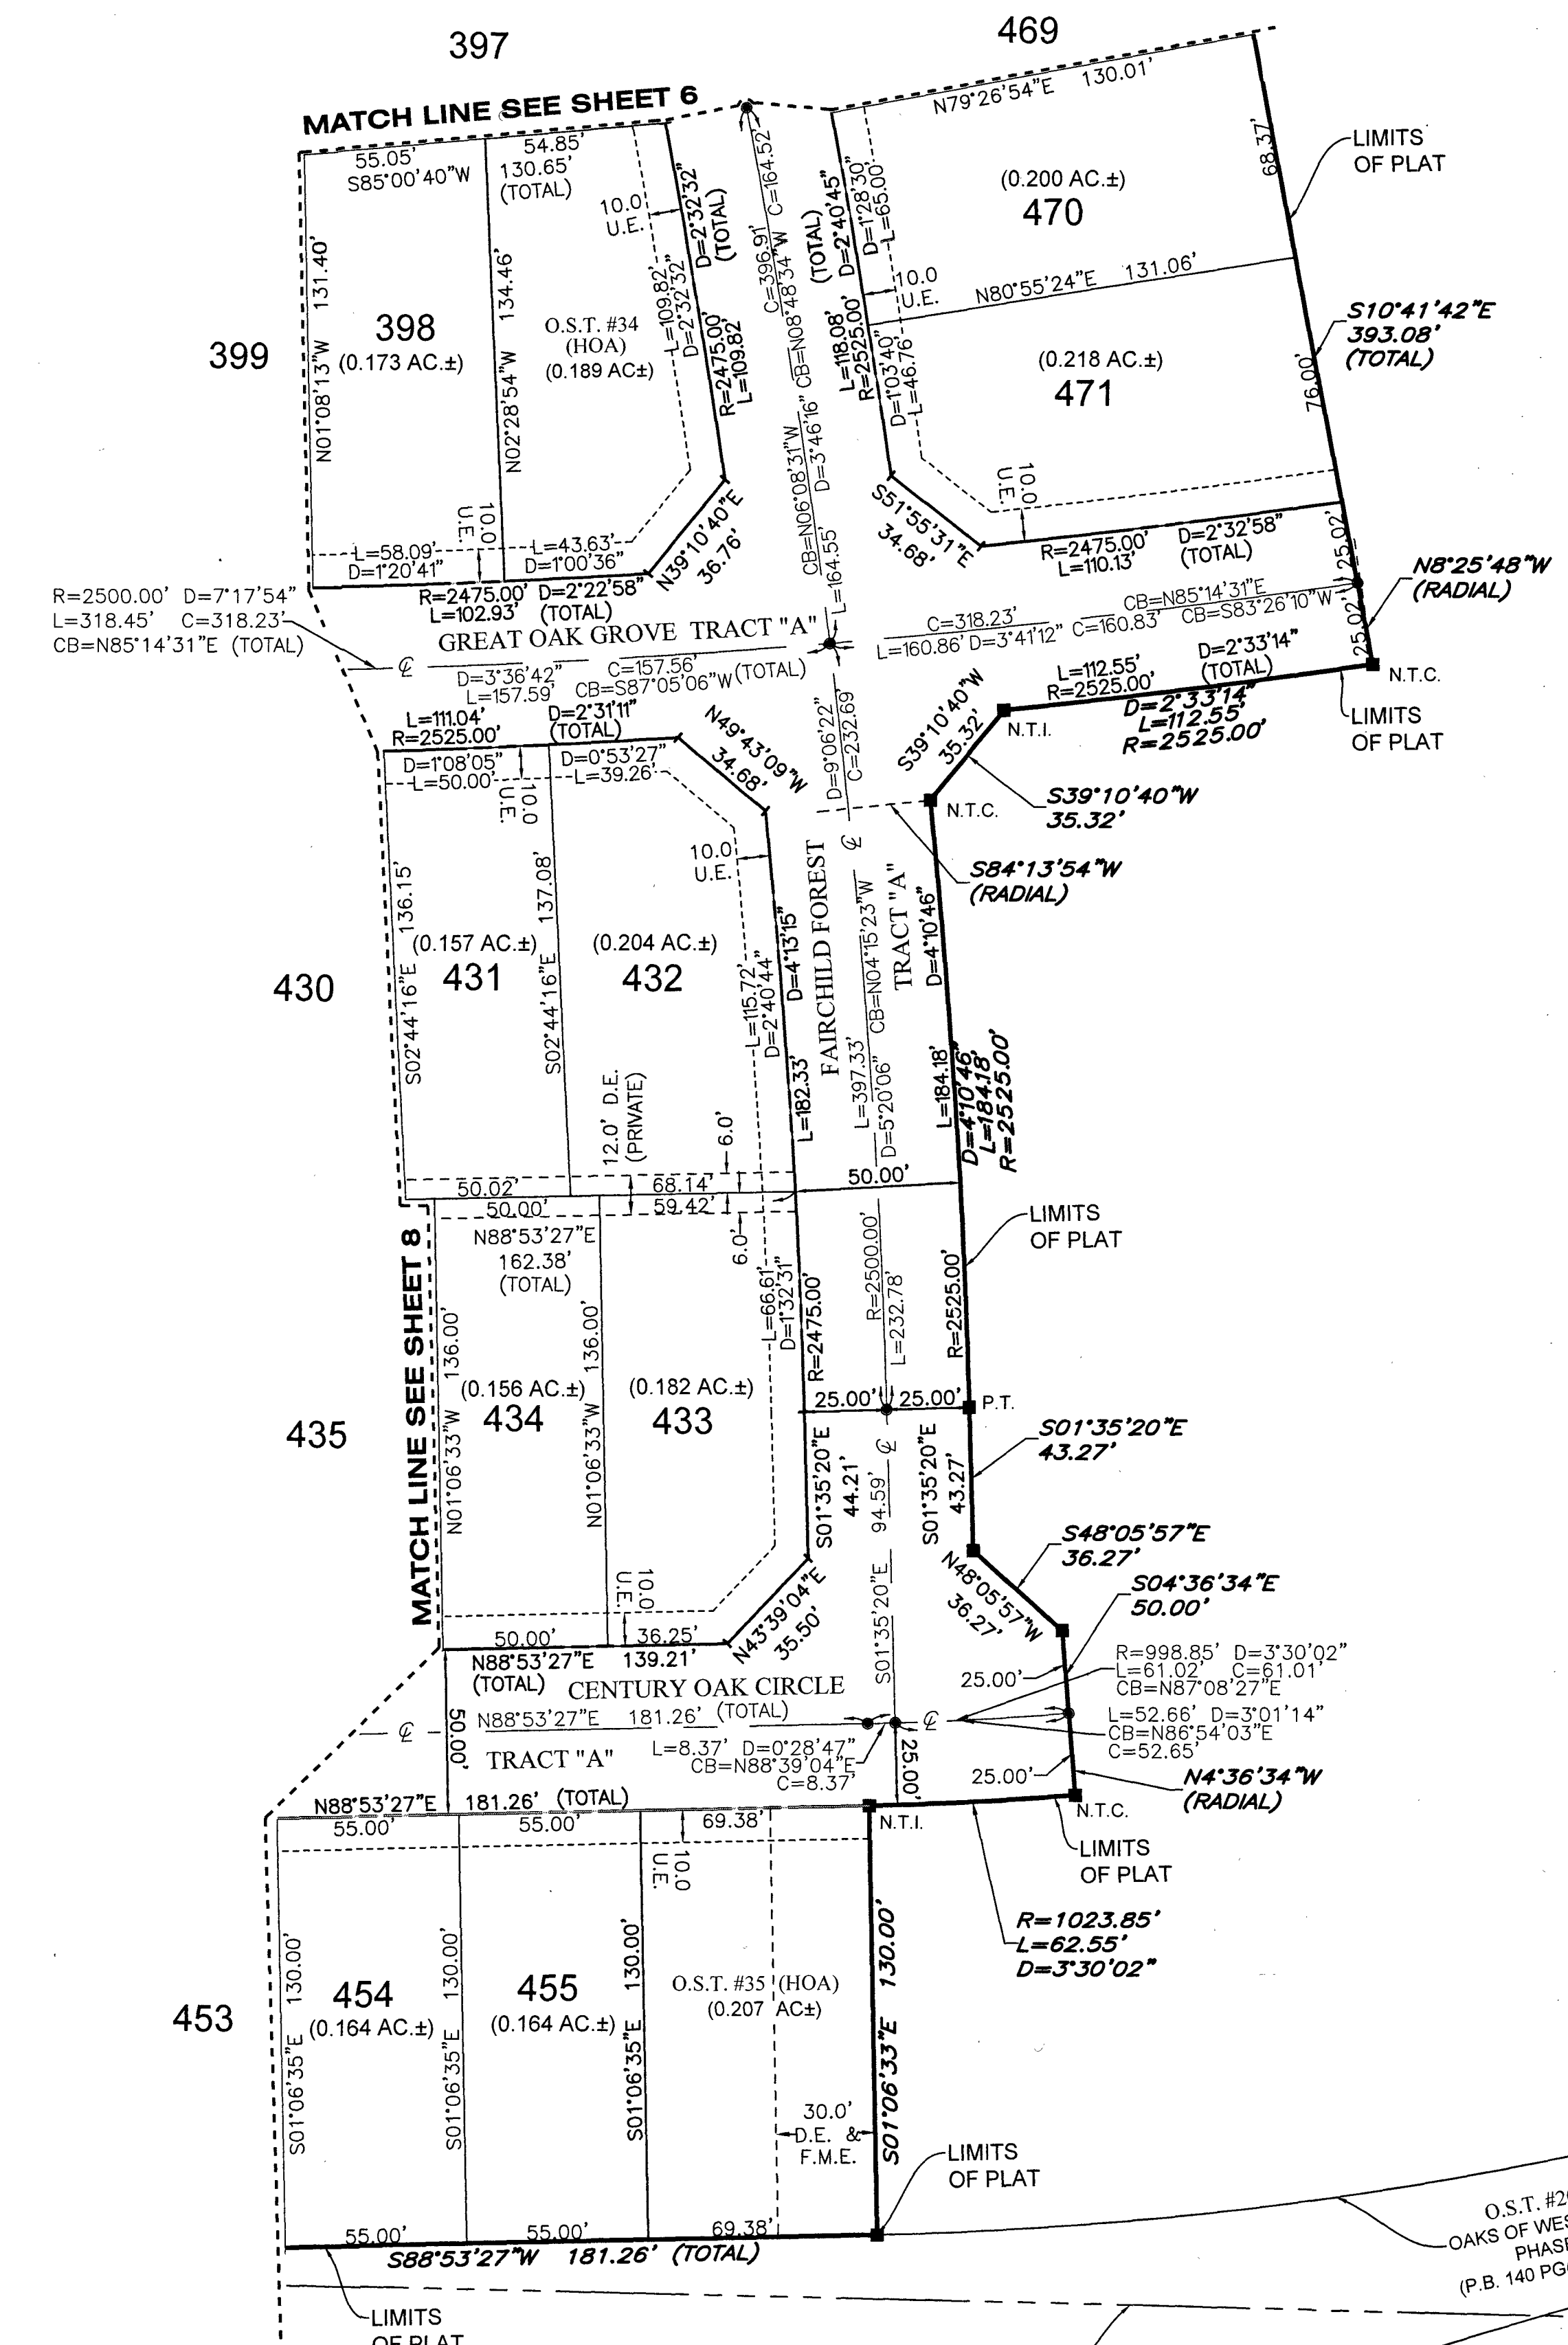 397
469
MATCH LINE SEE SHEET 6
55.05'
S85°00'40"W
54.85'
130.65'
(TOTAL)
N79°26'54"E 130.01'
68.37'
LIMITS
OF PLAT
10.0
U.E.
D=2°32'32"
(TOTAL)
L=109.82'
D=2°32'32"
R=2475.00'
L=109.82'
C=164.52'
C=396.91'
CB=N08°48'34"W
D=3°46'16"
CB=N06°08'31"W
L=164.55'
(TOTAL)
D=2°40'45"
L=118.08'
R=2525.00'
D=1°28'30"
L=65.00'
D=1°03'40"
L=46.76'
10.0
U.E.
(0.200 AC.±)
470
N80°55'24"E 131.06'
S10°41'42"E
393.08'
(TOTAL)
76.00'
(0.218 AC.±)
471
399
N01°08'13"W 131.40'
398
(0.173 AC.±)
N02°28'54"W 134.46'
O.S.T. #34
(HOA)
(0.189 AC±)
10.0
U.E.
L=58.09'
D=1°20'41"
L=43.63'
D=1°00'36"
N39°10'40"E
36.76'
S51°55'31"E
34.68'
10.0
U.E.
R=2475.00'
L=110.13'
D=2°32'58"
(TOTAL)
25.02'
25.02'
N8°25'48"W
(RADIAL)
R=2500.00' D=7°17'54"
L=318.45' C=318.23'
CB=N85°14'31"E (TOTAL)
R=2475.00' D=2°22'58"
L=102.93' (TOTAL)
GREAT OAK GROVE TRACT "A"
D=3°36'42" C=157.56'
L=157.59' CB=S87°05'06"W (TOTAL)
C=318.23' CB=N85°14'31"E
L=160.86' D=3°41'12" C=160.83' CB=S83°26'10"W
L=112.55'
R=2525.00'
D=2°33'14"
(TOTAL)
N.T.C.
D=2°33'14"
L=112.55'
R=2525.00'
LIMITS
OF PLAT
N.T.I.
L=111.04'
R=2525.00'
D=2°31'11"
(TOTAL)
N49°43'09"W
34.68'
D=9°06'22"
C=232.69'
S39°10'40"W
35.32'
S39°10'40"W
35.32'
N.T.C.
S84°13'54"W
(RADIAL)
D=1°08'05"
L=50.00'
D=0°53'27"
L=39.26'
10.0
U.E.
10.0
U.E.
430
S02°44'16"E 136.15'
(0.157 AC.±)
431
S02°44'16"E 137.08'
(0.204 AC.±)
432
L=115.72'
D=2°40'44"
D=4°13'15"
L=182.33'
FAIRCHILD FOREST
TRACT "A"
L=397.33' CB=N04°15'23"W
D=5°20'06"
D=4°10'46"
L=184.18'
D=4°10'46"
L=184.18'
R=2525.00'
12.0' D.E.
(PRIVATE)
6.0'
50.02'
68.14'
50.00'
59.42'
6.0'
50.00'
MATCH LINE SEE SHEET 8
N88°53'27"E
162.38'
(TOTAL)
L=66.61'
D=1°32'31"
R=2475.00'
R=2500.00'
L=232.78'
R=2525.00'
LIMITS
OF PLAT
435
N01°06'33"W 136.00'
(0.156 AC.±)
434
N01°06'33"W 136.00'
(0.182 AC.±)
433
25.00'
25.00'
P.T.
S01°35'20"E
44.21'
S01°35'20"E 94.59'
S01°35'20"E
43.27'
S01°35'20"E
43.27'
S48°05'57"E
36.27'
N48°05'57"W
36.27'
S04°36'34"E
50.00'
10.0
U.E.
N43°39'04"E
35.50'
50.00'
36.25'
N88°53'27"E 139.21'
(TOTAL)
CENTURY OAK CIRCLE
N88°53'27"E 181.26' (TOTAL)
50.00'
TRACT "A"
L=8.37' D=0°28'47"
CB=N88°39'04"E
C=8.37'
25.00'
25.00'
25.00'
R=998.85' D=3°30'02"
L=61.02' C=61.01'
CB=N87°08'27"E
L=52.66' D=3°01'14"
CB=N86°54'03"E
C=52.65'
N4°36'34"W
(RADIAL)
N88°53'27"E 181.26' (TOTAL)
N.T.I.
N.T.C.
LIMITS
OF PLAT
55.00'
55.00'
69.38'
10.0
U.E.
R=1023.85'
L=62.55'
D=3°30'02"
453
S01°06'35"E 130.00'
454
(0.164 AC.±)
S01°06'35"E 130.00'
455
(0.164 AC.±)
S01°06'35"E 130.00'
O.S.T. #35 (HOA)
(0.207 AC±)
S01°06'33"E 130.00'
30.0'
D.E. &
F.M.E.
LIMITS
OF PLAT
55.00'
55.00'
69.38'
S88°53'27"W 181.26' (TOTAL)
LIMITS
OF PLAT
O.S.T.
OAKS OF
(P.B. 140